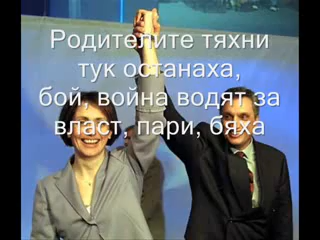 Родителите тяхни
тук останаха,
бой, война водят за
власт, пари, бяха